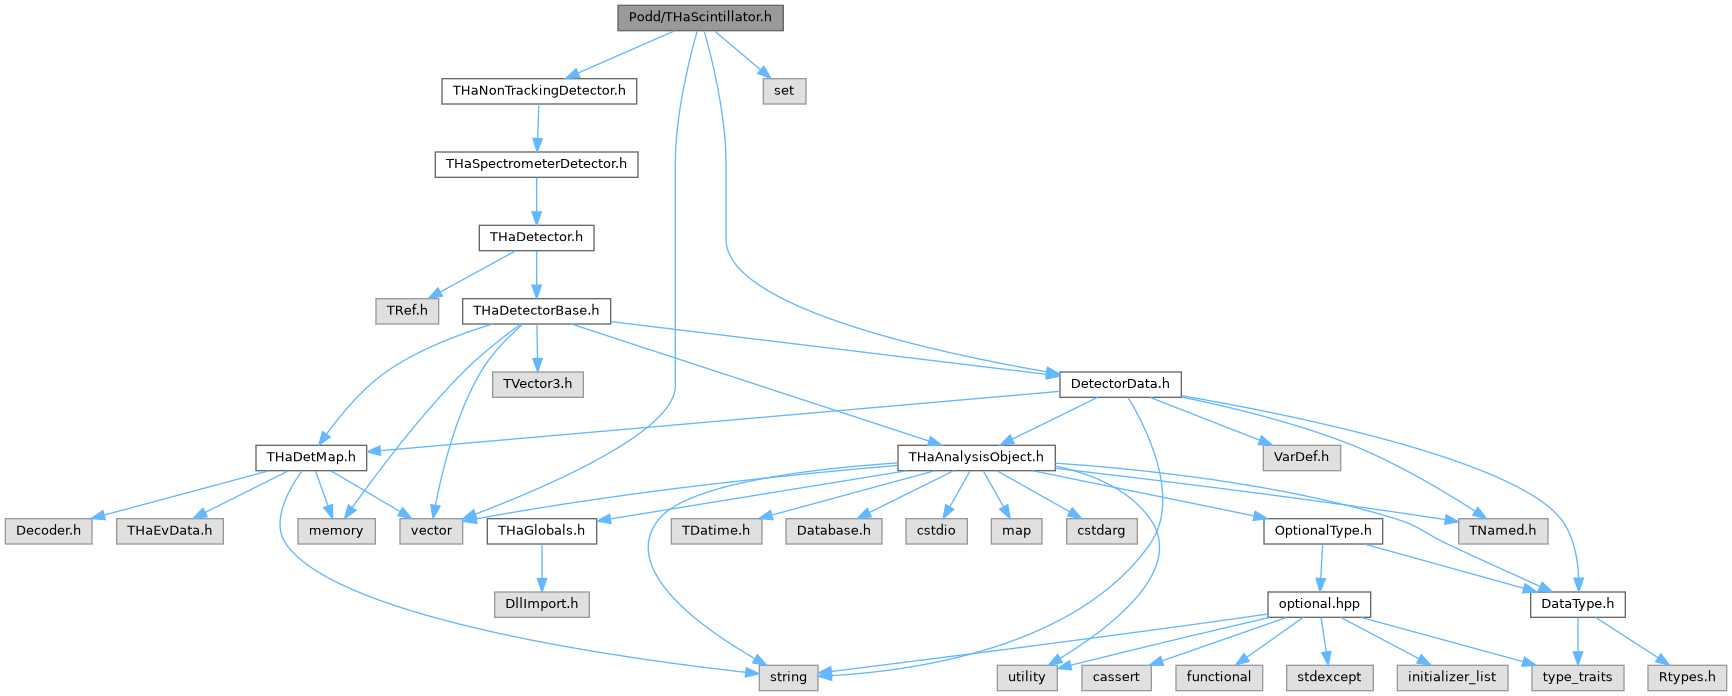 Podd/THaScintillator.h
THaNonTrackingDetector.h
set
THaSpectrometerDetector.h
THaDetector.h
TRef.h
THaDetectorBase.h
TVector3.h
DetectorData.h
THaDetMap.h
THaAnalysisObject.h
VarDef.h
Decoder.h
THaEvData.h
memory
vector
THaGlobals.h
TDatime.h
Database.h
cstdio
map
cstdarg
OptionalType.h
TNamed.h
DllImport.h
optional.hpp
DataType.h
string
utility
cassert
functional
stdexcept
initializer_list
type_traits
Rtypes.h